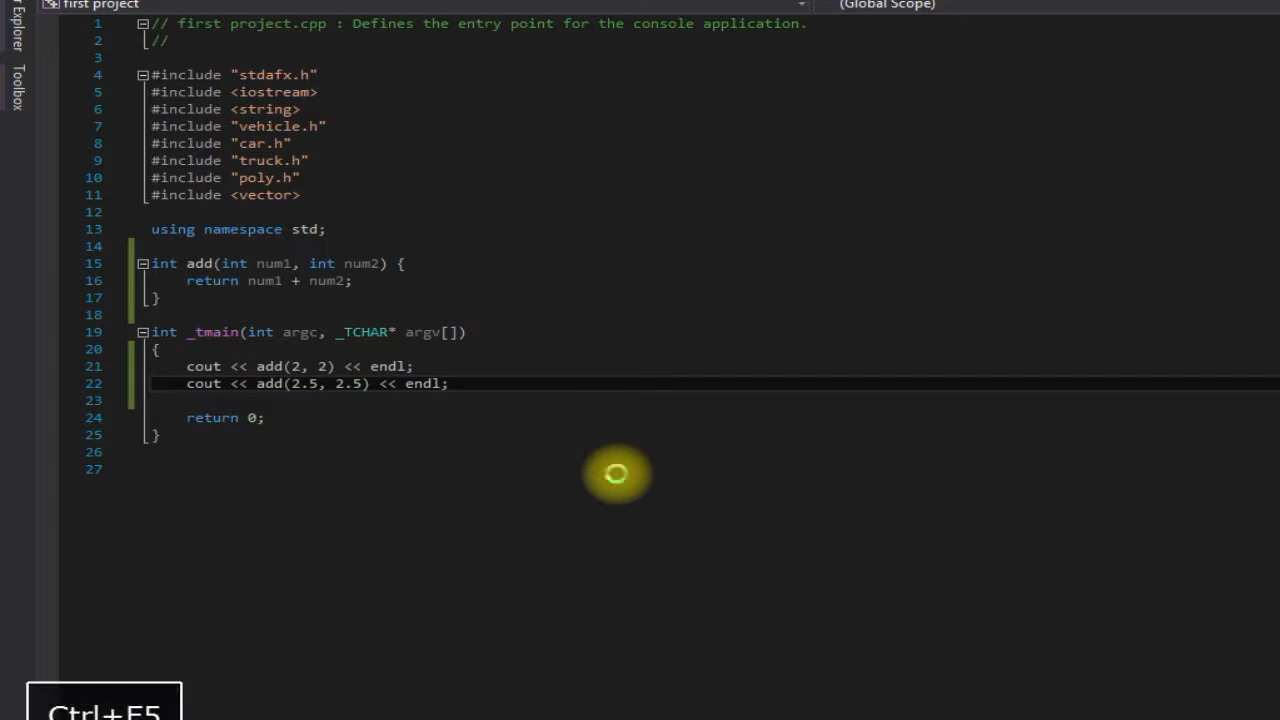 first project
(Global Scope)
r Explorer
Toolbox
1 // first project.cpp : Defines the entry point for the console application.
2 //
3
4 #include "stdafx.h"
5 #include <iostream>
6 #include <string>
7 #include "vehicle.h"
8 #include "car.h"
9 #include "truck.h"
10 #include "poly.h"
11 #include <vector>
12
13 using namespace std;
14
15 int add(int num1, int num2) {
16 return num1 + num2;
17 }
18
19 int _tmain(int argc, _TCHAR* argv[])
20 {
21 cout << add(2, 2) << endl;
22 cout << add(2.5, 2.5) << endl;
23
24 return 0;
25 }
26
27
Ctrl+F5